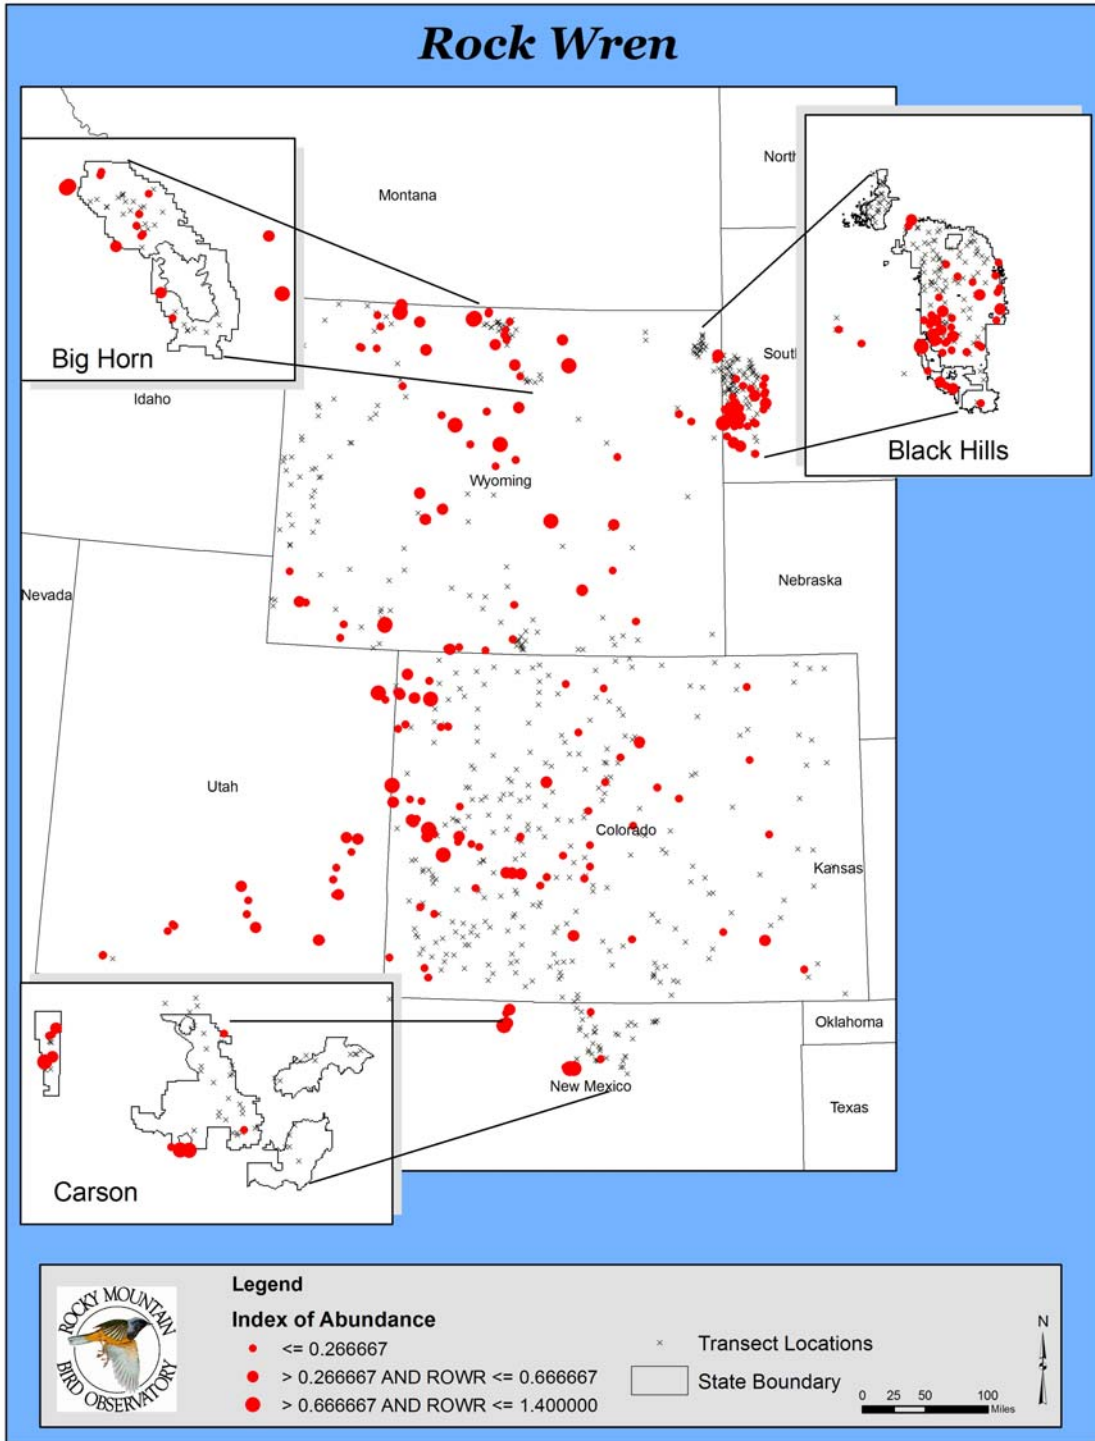 Rock Wren
Montana
North
Big Horn
Idaho
South
Black Hills
Wyoming
Nevada
Nebraska
Utah
Colorado
Kansas
Oklahoma
New Mexico
Texas
Carson
ROCKY MOUNTAIN
BIRD OBSERVATORY
Legend
Index of Abundance
<= 0.266667
> 0.266667 AND ROWR <= 0.666667
> 0.666667 AND ROWR <= 1.400000
Transect Locations
State Boundary
N
0 25 50 100
Miles